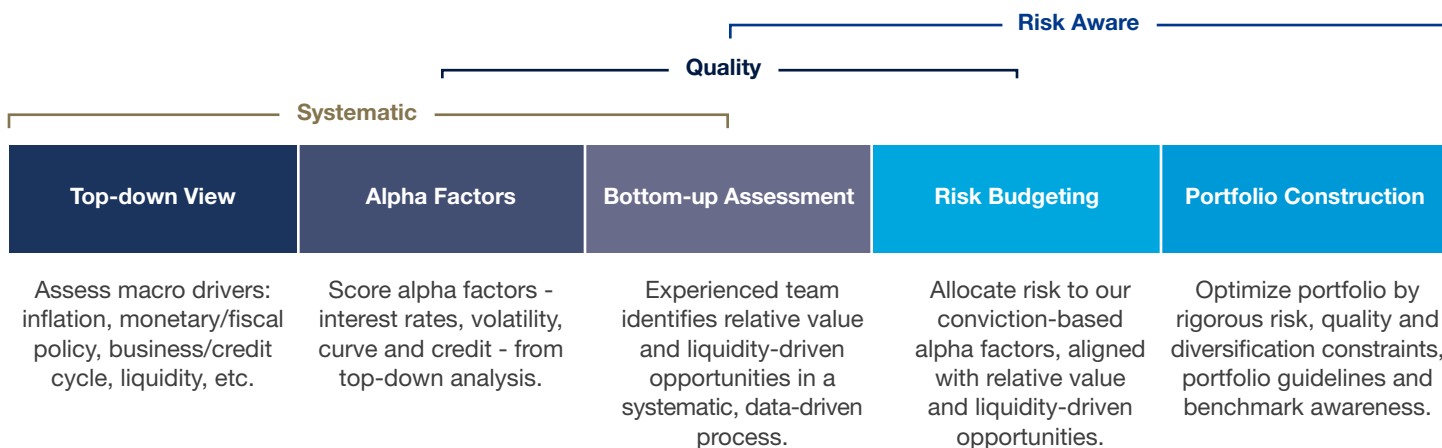 Risk Aware
Quality
Systematic
Top-down View
Alpha Factors
Bottom-up Assessment
Risk Budgeting
Portfolio Construction
Assess macro drivers:
inflation, monetary/fiscal
policy, business/credit
cycle, liquidity, etc.
Score alpha factors -
interest rates, volatility,
curve and credit - from
top-down analysis.
Experienced team
identifies relative value
and liquidity-driven
opportunities in a
systematic, data-driven
process.
Allocate risk to our
conviction-based
alpha factors, aligned
with relative value
and liquidity-driven
opportunities.
Optimize portfolio by
rigorous risk, quality and
diversification constraints,
portfolio guidelines and
benchmark awareness.